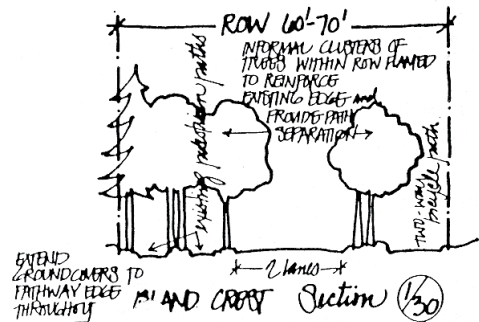 ROW 60'-70'
INFORMAL CLUSTERS OF
TREES WITHIN ROW PLANTED
TO REINFORCE
EXISTING EDGE and
PROVIDE PATH
SEPARATION
existing pedestrian paths
two-way
bicycle path
EXTEND
GROUNDCOVERS TO
PATHWAY EDGE
THROUGHOUT
2 lanes
AND CREST Section 1/30